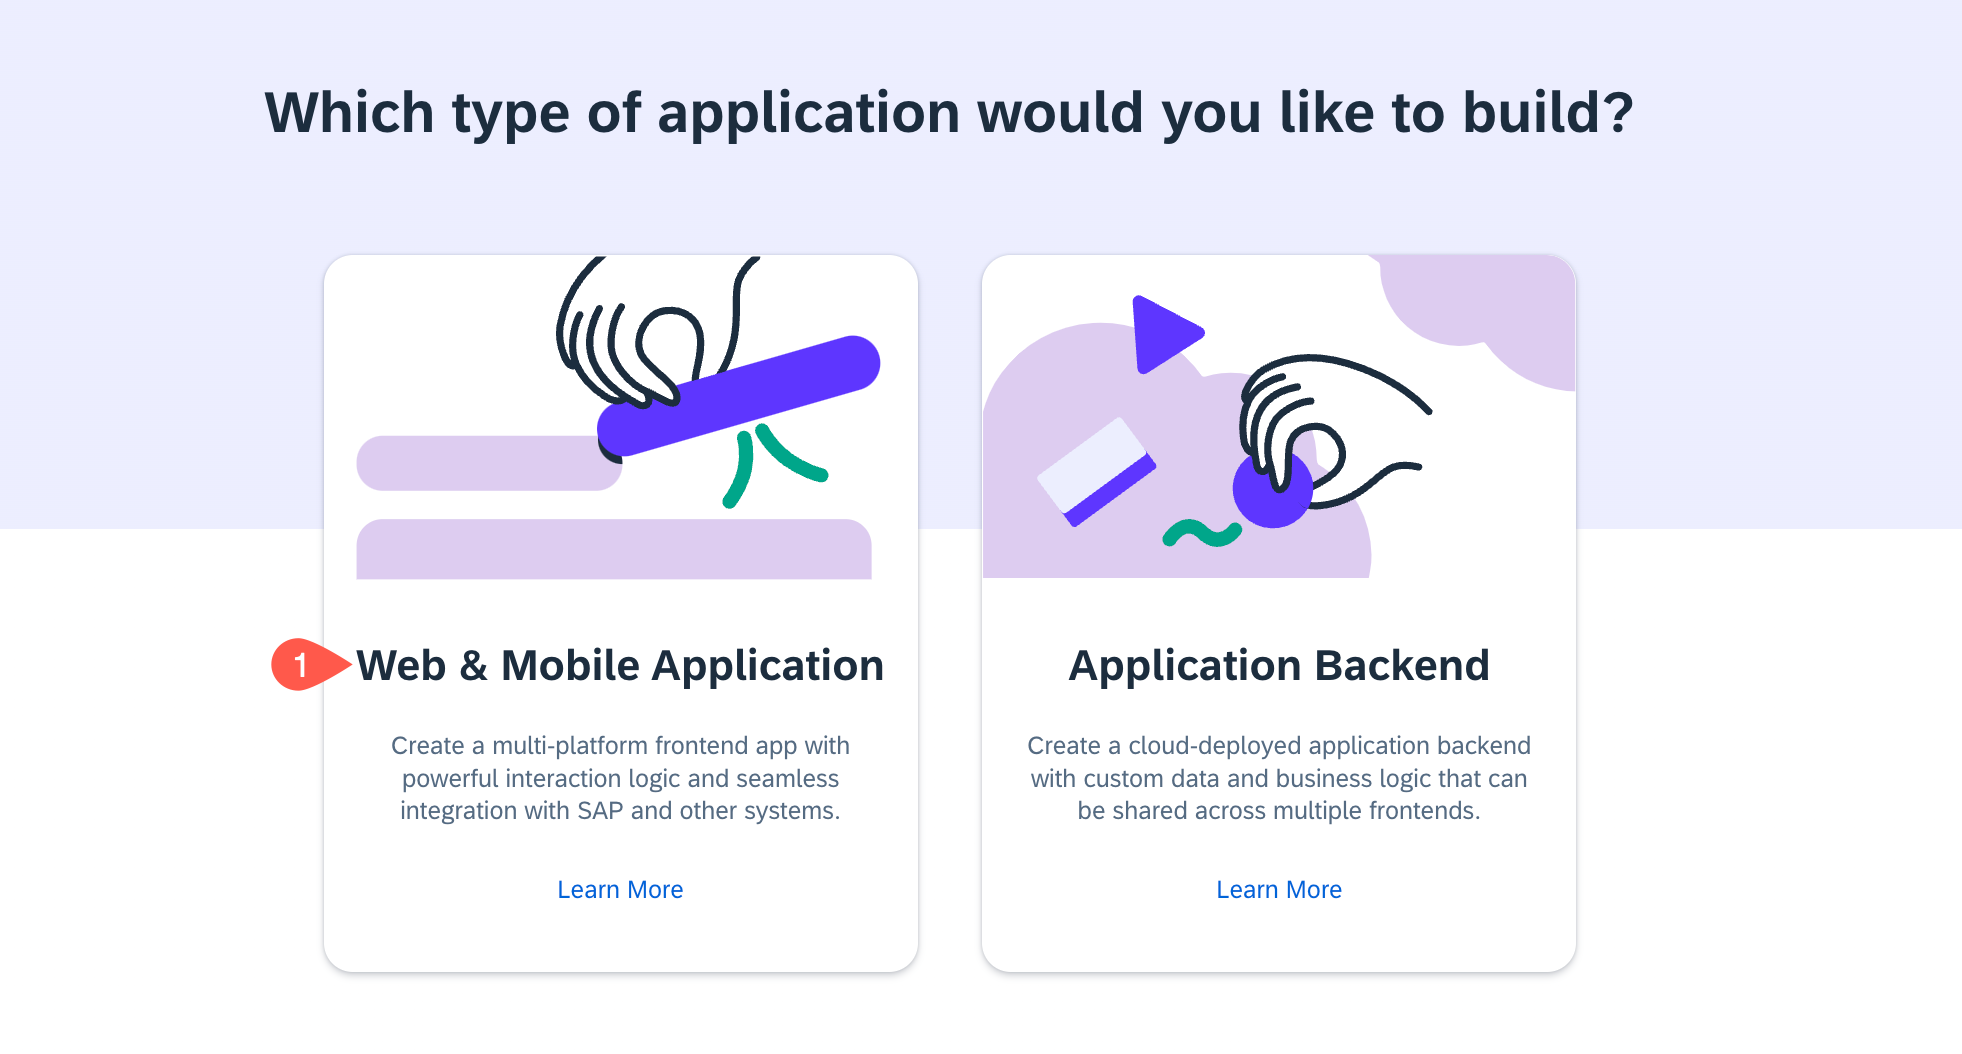 Which type of application would you like to build?
1
Web & Mobile Application
Create a multi-platform frontend app with
powerful interaction logic and seamless
integration with SAP and other systems.
Learn More
Application Backend
Create a cloud-deployed application backend
with custom data and business logic that can
be shared across multiple frontends.
Learn More